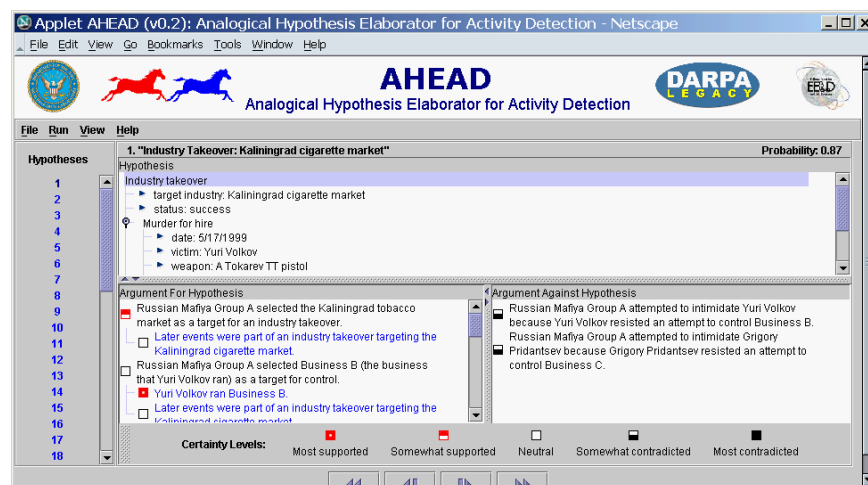 Applet AHEAD (v0.2): Analogical Hypothesis Elaborator for Activity Detection - Netscape
File Edit View Go Bookmarks Tools Window Help
AHEAD
Analogical Hypothesis Elaborator for Activity Detection
DARPA
LEGACY
EE&D
File Run View Help
Hypotheses
1
2
3
4
5
6
7
8
9
10
11
12
13
14
15
16
17
18
1. "Industry Takeover: Kaliningrad cigarette market" Probability: 0.87
Hypothesis
Industry takeover
target industry: Kaliningrad cigarette market
status: success
Murder for hire
date: 5/17/1999
victim: Yuri Volkov
weapon: A Tokarev TT pistol
Argument For Hypothesis
Russian Mafiya Group A selected the Kaliningrad tobacco
market as a target for an industry takeover.
Later events were part of an industry takeover targeting the
Kaliningrad cigarette market.
Russian Mafiya Group A selected Business B (the business
that Yuri Volkov ran) as a target for control.
Yuri Volkov ran Business B.
Later events were part of an industry takeover targeting the
Kaliningrad cigarette market
Argument Against Hypothesis
Russian Mafiya Group A attempted to intimidate Yuri Volkov
because Yuri Volkov resisted an attempt to control Business B.
Russian Mafiya Group A attempted to intimidate Grigory
Pridantsev because Grigory Pridantsev resisted an attempt to
control Business C.
Certainty Levels:
Most supported Somewhat supported Neutral Somewhat contradicted Most contradicted